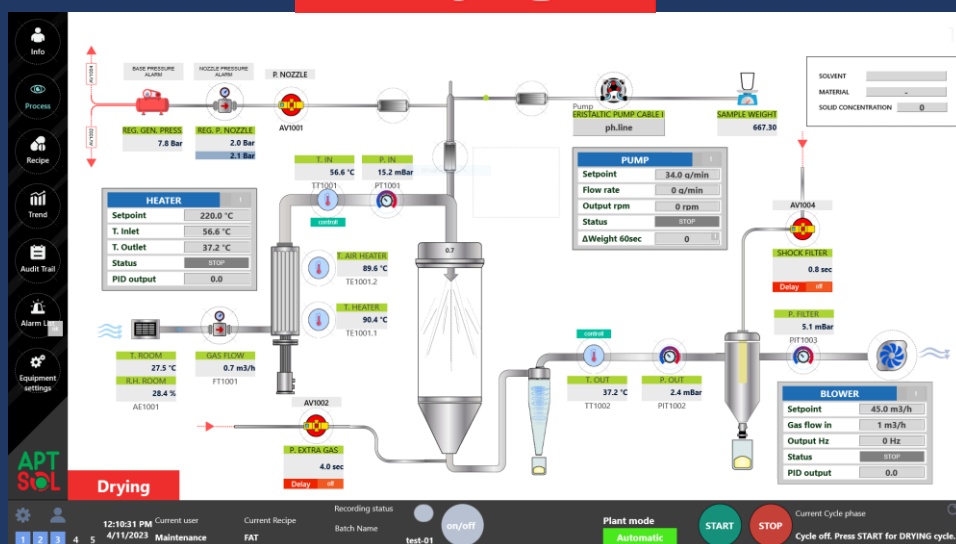 Info
Process
Recipe
Trend
Audit Trail
Alarm List
Equipment
settings
APT
SOL
AV1004
AV1002
BASE PRESSURE
ALARM
NOZZLE PRESSURE
ALARM
P. NOZZLE
AV1001
REG. GEN. PRESS.
7.8 Bar
REG. P. NOZZLE
2.0 Bar
2.1 Bar
Pump
ERISTALTIC PUMP CABLE I
ph.line
SAMPLE WEIGHT
667.30
SOLVENT
MATERIAL
-
SOLID CONCENTRATION
0
T. IN
56.6 °C
TT1001
controll
P. IN
15.2 mBar
PT1001
HEATER
1
Setpoint
220.0 °C
T. Inlet
56.6 °C
T. Outlet
37.2 °C
Status
STOP
PID output
0.0
PUMP
1
Setpoint
34.0 g/min
Flow rate
0 g/min
Output rpm
0 rpm
Status
STOP
ΔWeight 60sec
0
AV1004
SHOCK FILTER
0.8 sec
Delay
off
0.7
T. AIR HEATER
89.6 °C
TE1001.2
T. HEATER
90.4 °C
TE1001.1
T. ROOM
27.5 °C
R.H. ROOM
28.4 %
AE1001
GAS FLOW
0.7 m3/h
FT1001
AV1002
P. EXTRA GAS
4.0 sec
Delay
off
controll
T. OUT
37.2 °C
TT1002
P. OUT
2.4 mBar
PIT1002
P. FILTER
5.1 mBar
PIT1003
BLOWER
1
Setpoint
45.0 m3/h
Gas flow in
1 m3/h
Output Hz
0 Hz
Status
STOP
PID output
0.0
Drying
1 2 3 4 5
12:10:31 PM
4/11/2023
Current user
Maintenance
Current Recipe
FAT
Recording status
Batch Name
test-01
on/off
Plant mode
Automatic
START
STOP
Current Cycle phase
Cycle off. Press START for DRYING cycle.